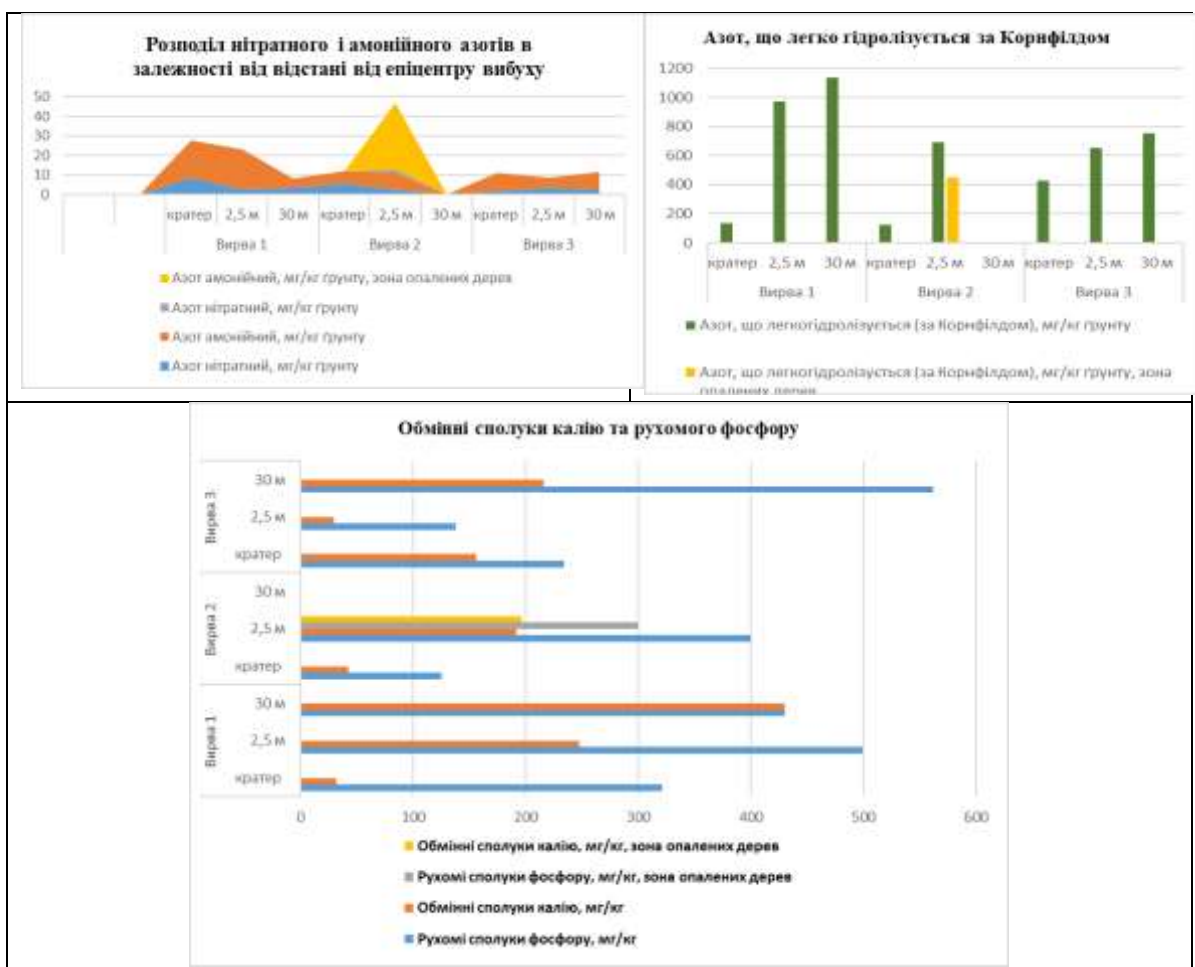 Розподіл нітратного і амонійного азотів в
залежності від відстані від епіцентру вибуху
50
40
30
20
10
0
кратер 2,5 м 30 м кратер 2,5 м 30 м кратер 2,5 м 30 м
Вирва 1 Вирва 2 Вирва 3
Азот амонійний, мг/кг ґрунту, зона опалених дерев
Азот нітратний, мг/кг ґрунту
Азот амонійний, мг/кг ґрунту
Азот нітратний, мг/кг ґрунту
Азот, що легко гідролізується за Корнфілдом
1200
1000
800
600
400
200
0
кратер 2,5 м 30 м кратер 2,5 м 30 м кратер 2,5 м 30 м
Вирва 1 Вирва 2 Вирва 3
Азот, що легкогідролізується (за Корнфілдом), мг/кг ґрунту
Азот, що легкогідролізується (за Корнфілдом), мг/кг ґрунту, зона
опалених дерев
Обмінні сполуки калію та рухомого фосфору
Вирва 3
30 м
2,5 м
кратер
Вирва 2
30 м
2,5 м
кратер
Вирва 1
30 м
2,5 м
кратер
0 100 200 300 400 500 600
Обмінні сполуки калію, мг/кг, зона опалених дерев
Рухомі сполуки фосфору, мг/кг, зона опалених дерев
Обмінні сполуки калію, мг/кг
Рухомі сполуки фосфору, мг/кг